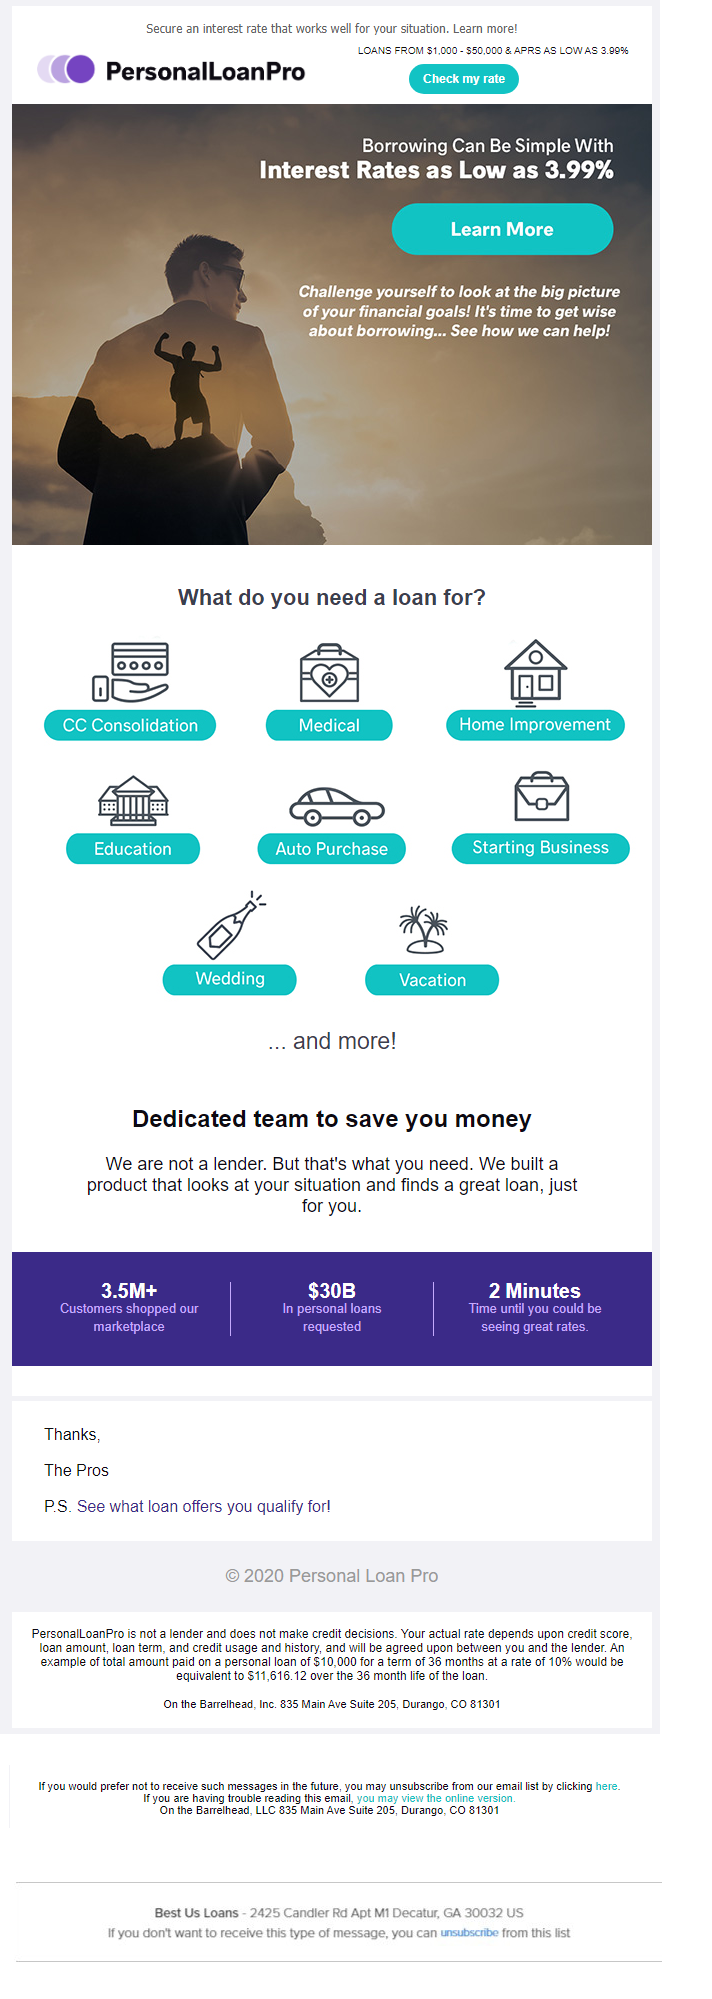 Secure an interest rate that works well for your situation. Learn more!
LOANS FROM $1,000 - $50,000 & APRS AS LOW AS 3.99%
PersonalLoanPro
Check my rate
Borrowing Can Be Simple With
Interest Rates as Low as 3.99%
Learn More
Challenge yourself to look at the big picture
of your financial goals! It's time to get wise
about borrowing... See how we can help!
What do you need a loan for?
CC Consolidation
Medical
Home Improvement
Education
Auto Purchase
Starting Business
Wedding
Vacation
... and more!
Dedicated team to save you money
We are not a lender. But that's what you need. We built a
product that looks at your situation and finds a great loan, just
for you.
3.5M+
Customers shopped our
marketplace
$30B
In personal loans
requested
2 Minutes
Time until you could be
seeing great rates.
Thanks,
The Pros
P.S. See what loan offers you qualify for!
© 2020 Personal Loan Pro
PersonalLoanPro is not a lender and does not make credit decisions. Your actual rate depends upon credit score,
loan amount, loan term, and credit usage and history, and will be agreed upon between you and the lender. An
example of total amount paid on a personal loan of $10,000 for a term of 36 months at a rate of 10% would be
equivalent to $11,616.12 over the 36 month life of the loan.
On the Barrelhead, Inc. 835 Main Ave Suite 205, Durango, CO 81301
If you would prefer not to receive such messages in the future, you may unsubscribe from our email list by clicking here.
If you are having trouble reading this email, you may view the online version.
On the Barrelhead, LLC 835 Main Ave Suite 205, Durango, CO 81301
Best Us Loans - 2425 Candler Rd Apt M1 Decatur, GA 30032 US
If you don't want to receive this type of message, you can unsubscribe from this list